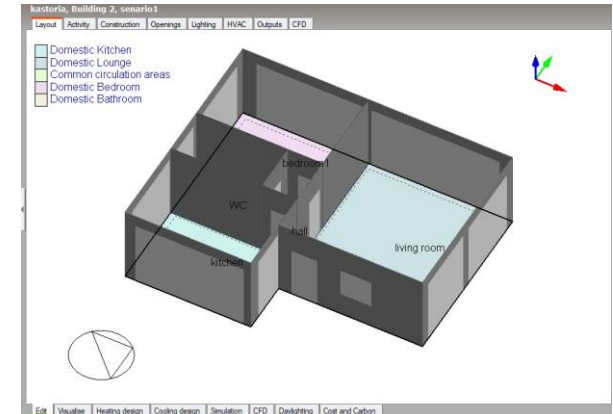 kastoria, Building 2, senario1
Layout Activity Construction Openings Lighting HVAC Outputs CFD
Domestic Kitchen
Domestic Lounge
Common circulation areas
Domestic Bedroom
Domestic Bathroom
bedroom1
WC
hall
living room
kitchen
Edit Visualise Heating design Cooling design Simulation CFD Daylighting Cost and Carbon